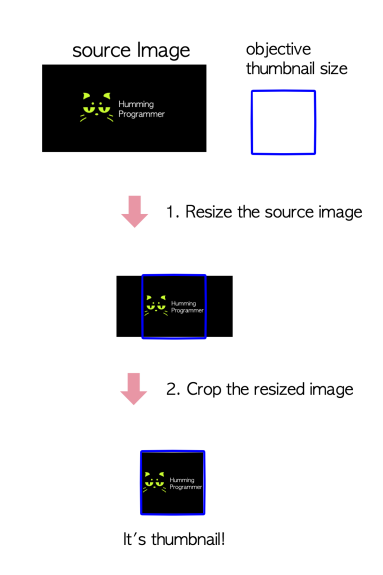 source Image
objective
thumbnail size
Humming
Programmer
1. Resize the source image
Humming
Programmer
2. Crop the resized image
Humming
Programmer
It's thumbnail!